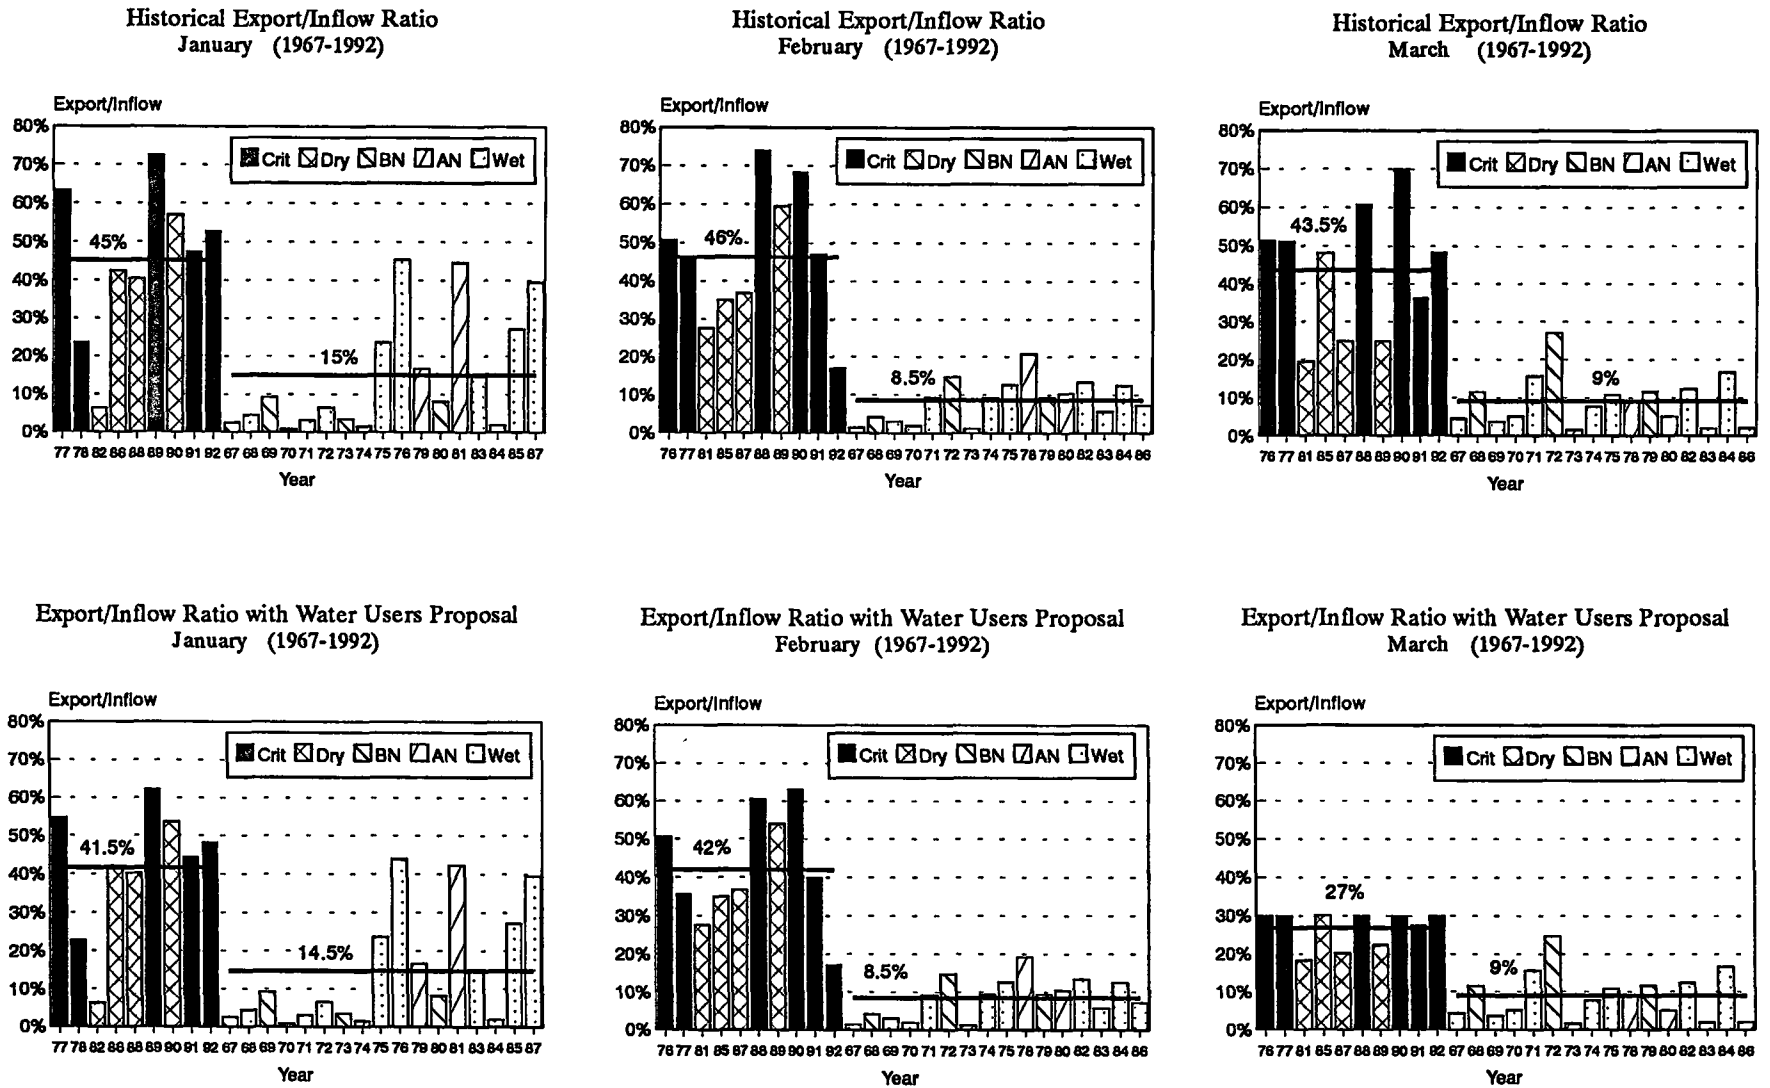 Historical Export/Inflow Ratio
January (1967-1992)
Export/Inflow
80%
70%
60%
50%
40%
30%
20%
10%
0%
Crit Dry BN AN Wet
45%
15%
77 78 82 86 88 89 90 91 92 67 68 69 70 71 72 73 74 75 76 79 80 81 83 84 85 87
Year
Historical Export/Inflow Ratio
February (1967-1992)
Export/Inflow
80%
70%
60%
50%
40%
30%
20%
10%
0%
Crit Dry BN AN Wet
46%
8.5%
76 77 81 85 87 88 89 90 91 92 67 68 69 70 71 72 73 74 75 78 79 80 82 83 84 86
Year
Historical Export/Inflow Ratio
March (1967-1992)
Export/Inflow
80%
70%
60%
50%
40%
30%
20%
10%
0%
Crit Dry BN AN Wet
43.5%
9%
76 77 81 85 87 88 89 90 91 92 67 68 69 70 71 72 73 74 75 78 79 80 82 83 84 86
Year
Export/Inflow Ratio with Water Users Proposal
January (1967-1992)
Export/Inflow
80%
70%
60%
50%
40%
30%
20%
10%
0%
Crit Dry BN AN Wet
41.5%
14.5%
77 78 82 86 88 89 90 91 92 67 68 69 70 71 72 73 74 75 76 79 80 81 83 84 85 87
Year
Export/Inflow Ratio with Water Users Proposal
February (1967-1992)
Export/Inflow
80%
70%
60%
50%
40%
30%
20%
10%
0%
Crit Dry BN AN Wet
42%
8.5%
76 77 81 85 87 88 89 90 91 92 67 68 69 70 71 72 73 74 75 78 79 80 82 83 84 86
Year
Export/Inflow Ratio with Water Users Proposal
March (1967-1992)
Export/Inflow
80%
70%
60%
50%
40%
30%
20%
10%
0%
Crit Dry BN AN Wet
27%
9%
76 77 81 85 87 88 89 90 91 92 67 68 69 70 71 72 73 74 75 78 79 80 82 83 84 86
Year